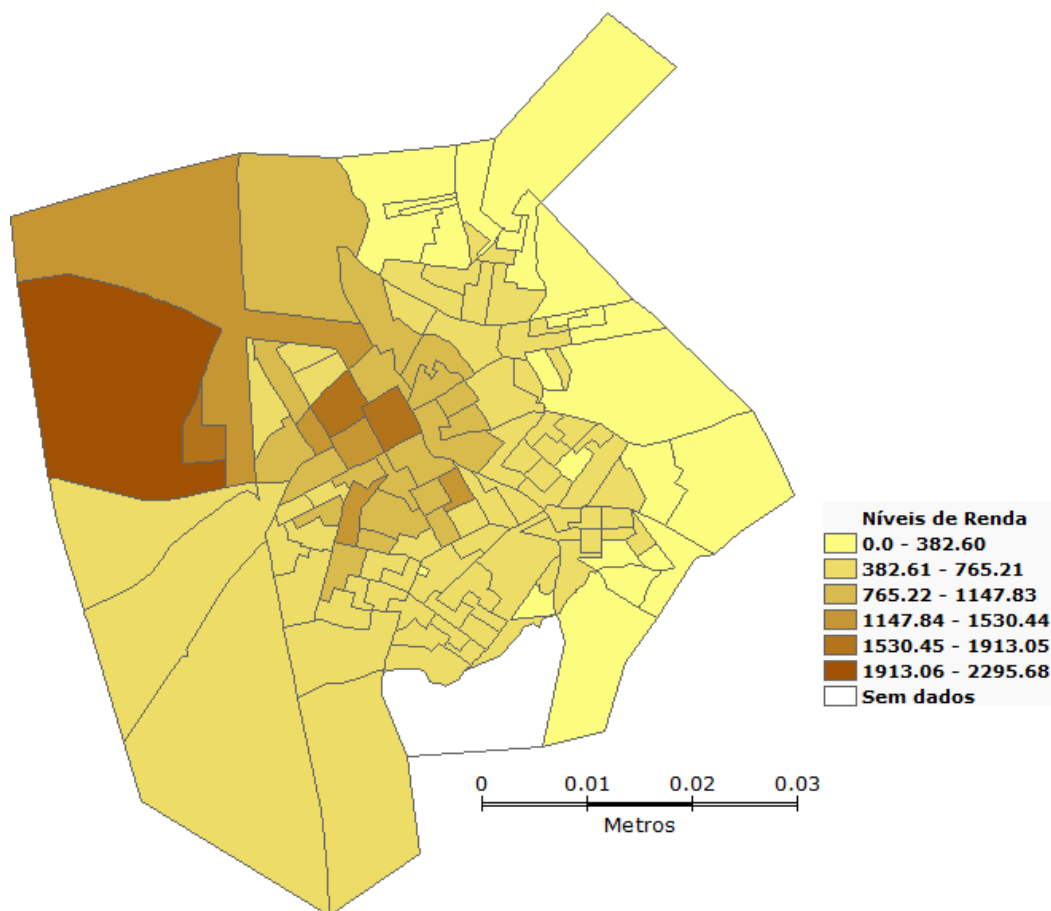 Níveis de Renda
0.0 - 382.60
382.61 - 765.21
765.22 - 1147.83
1147.84 - 1530.44
1530.45 - 1913.05
1913.06 - 2295.68
Sem dados
0 0.01 0.02 0.03
Metros